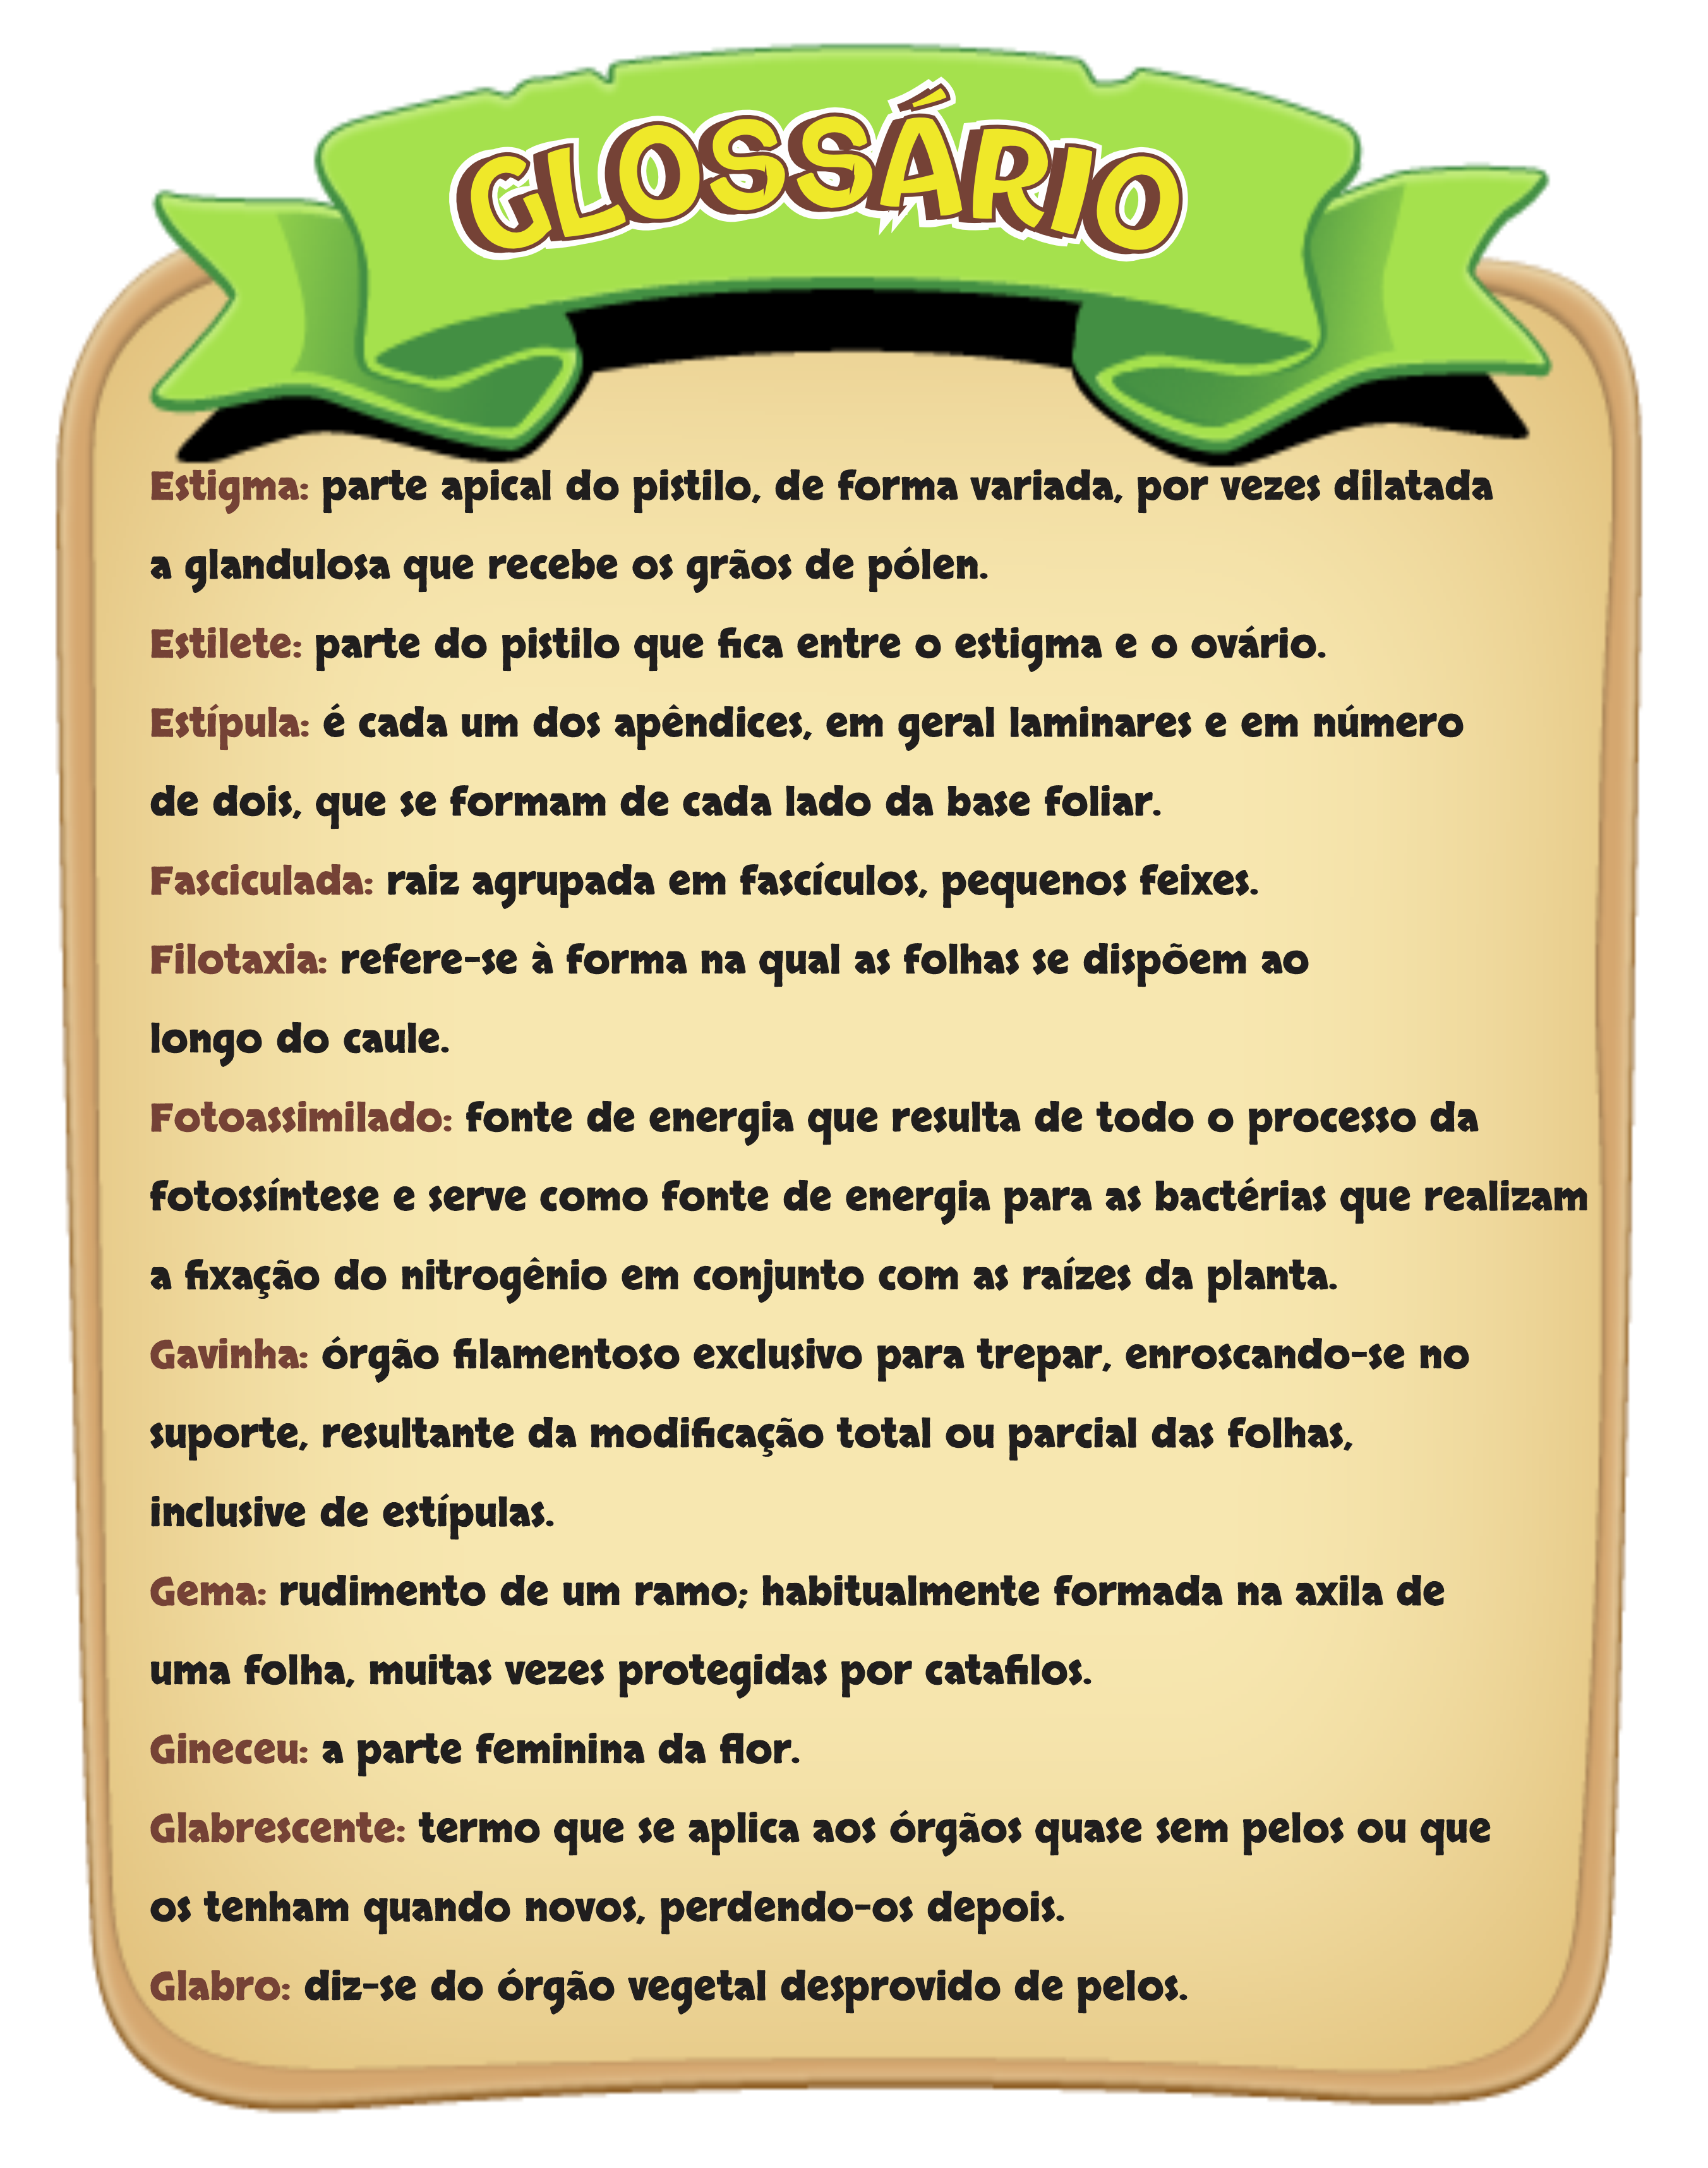 GLOSSÁRIO
Estigma: parte apical do pistilo, de forma variada, por vezes dilatada
a glandulosa que recebe os grãos de pólen.
Estilete: parte do pistilo que fica entre o estigma e o ovário.
Estípula: é cada um dos apêndices, em geral laminares e em número
de dois, que se formam de cada lado da base foliar.
Fasciculada: raiz agrupada em fascículos, pequenos feixes.
Filotaxia: refere-se à forma na qual as folhas se dispõem ao
longo do caule.
Fotoassimilado: fonte de energia que resulta de todo o processo da
fotossíntese e serve como fonte de energia para as bactérias que realizam
a fixação do nitrogênio em conjunto com as raízes da planta.
Gavinha: órgão filamentoso exclusivo para trepar, enroscando-se no
suporte, resultante da modificação total ou parcial das folhas,
inclusive de estípulas.
Gema: rudimento de um ramo; habitualmente formada na axila de
uma folha, muitas vezes protegidas por catafilos.
Gineceu: a parte feminina da flor.
Glabrescente: termo que se aplica aos órgãos quase sem pelos ou que
os tenham quando novos, perdendo-os depois.
Glabro: diz-se do órgão vegetal desprovido de pelos.